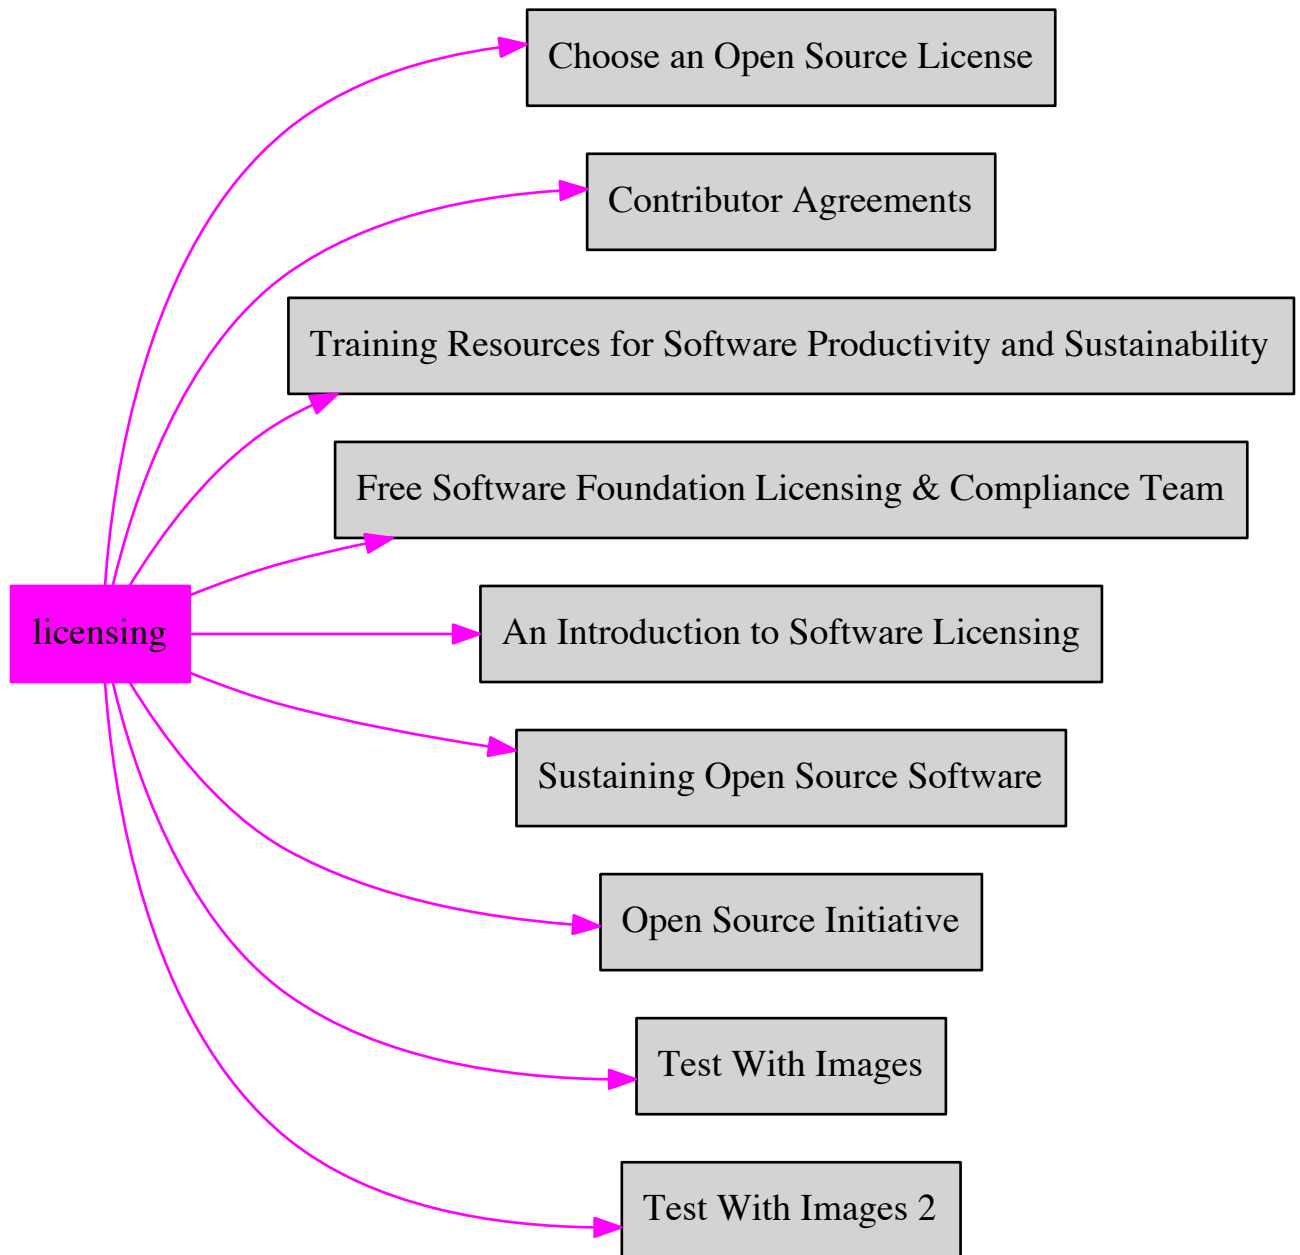 Choose an Open Source License
Contributor Agreements
Training Resources for Software Productivity and Sustainability
Free Software Foundation Licensing & Compliance Team
licensing
An Introduction to Software Licensing
Sustaining Open Source Software
Open Source Initiative
Test With Images
Test With Images 2